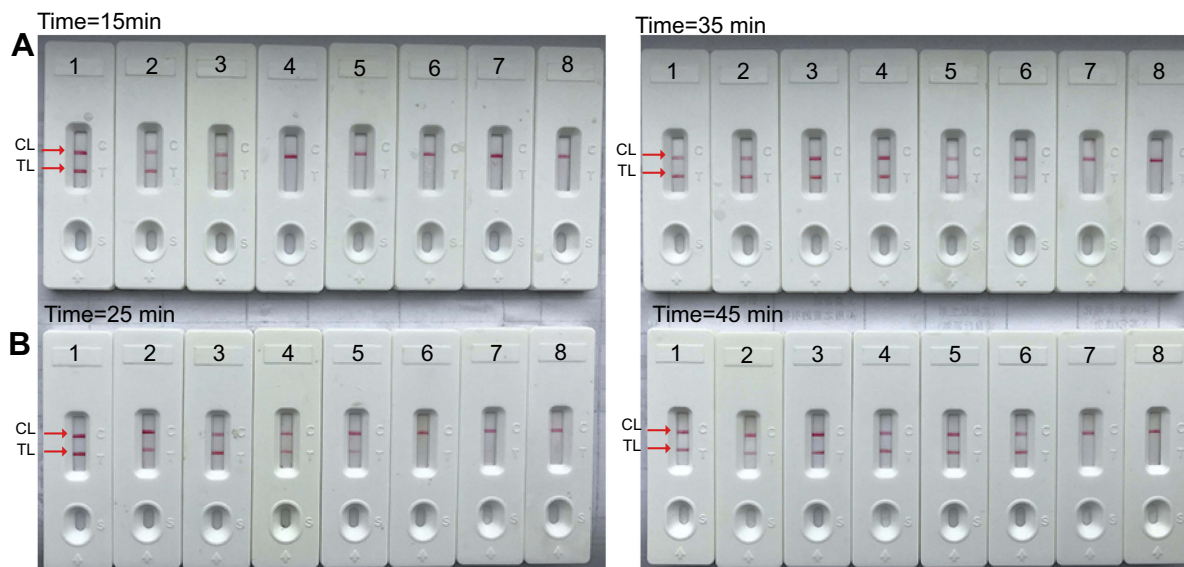 Time=15min
Time=35 min
A
1 2 3 4 5 6 7 8
1 2 3 4 5 6 7 8
CL
C C C C C C C C
CL
C C C C C C C C
TL
T T T T T T T T
TL
T T T T T T T T
S S S S S S S S
S S S S S S S S
Time=25 min
Time=45 min
B
1 2 3 4 5 6 7 8
1 2 3 4 5 6 7 8
CL
C C C C C C C C
CL
C C C C C C C C
TL
T T T T T T T T
TL
T T T T T T T T
S S S S S S S S
S S S S S S S S